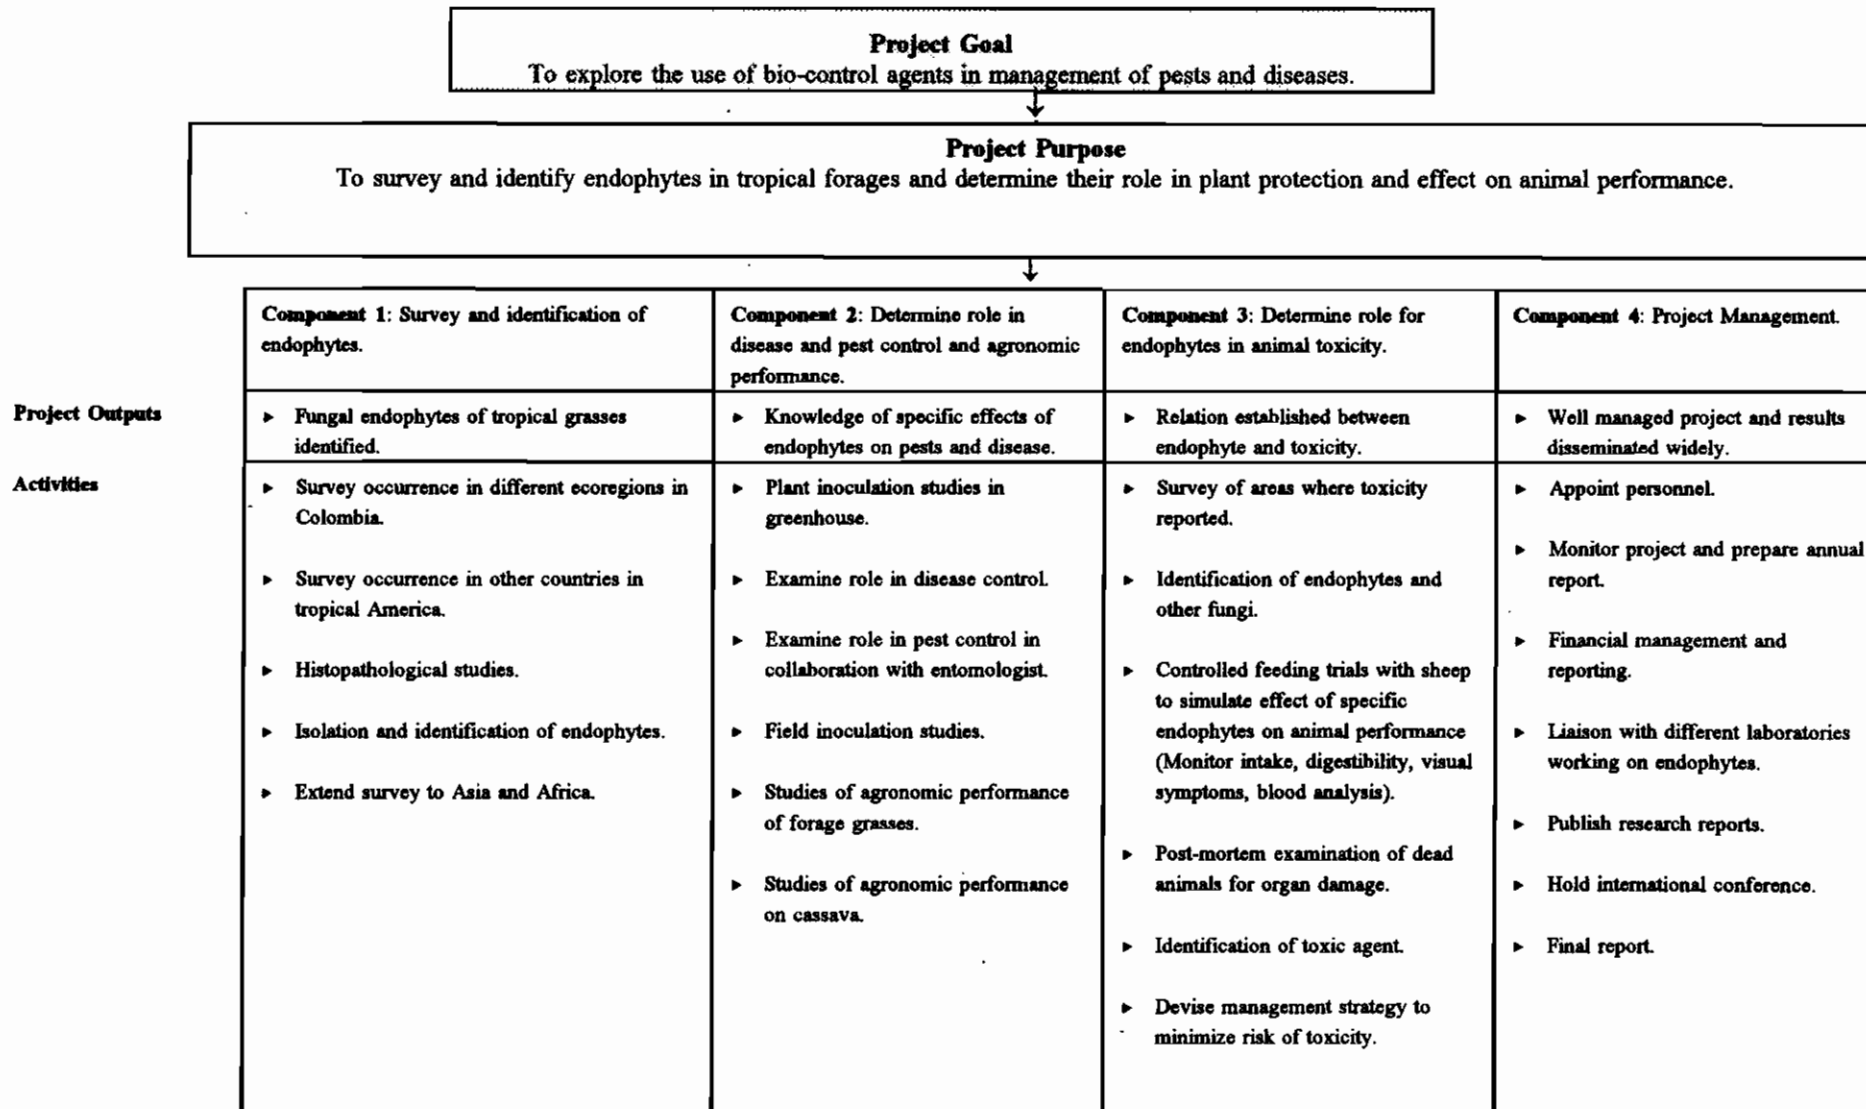 Project Goal
To explore the use of bio-control agents in management of pests and diseases.
Project Purpose
To survey and identify endophytes in tropical forages and determine their role in plant protection and effect on animal performance.
Component 1: Survey and identification of
endophytes.
Component 2: Determine role in
disease and pest control and agronomic
performance.
Component 3: Determine role for
endophytes in animal toxicity.
Component 4: Project Management.
Project Outputs
► Fungal endophytes of tropical grasses
identified.
► Knowledge of specific effects of
endophytes on pests and disease.
► Relation established between
endophyte and toxicity.
► Well managed project and results
disseminated widely.
Activities
► Survey occurrence in different ecoregions in
Colombia.
► Survey occurrence in other countries in
tropical America.
► Histopathological studies.
► Isolation and identification of endophytes.
► Extend survey to Asia and Africa.
► Plant inoculation studies in
greenhouse.
► Examine role in disease control.
► Examine role in pest control in
collaboration with entomologist.
► Field inoculation studies.
► Studies of agronomic performance
of forage grasses.
► Studies of agronomic performance
on cassava.
► Survey of areas where toxicity
reported.
► Identification of endophytes and
other fungi.
► Controlled feeding trials with sheep
to simulate effect of specific
endophytes on animal performance
(Monitor intake, digestibility, visual
symptoms, blood analysis).
► Post-mortem examination of dead
animals for organ damage.
► Identification of toxic agent.
► Devise management strategy to
minimize risk of toxicity.
► Appoint personnel.
► Monitor project and prepare annual
report.
► Financial management and
reporting.
► Liaison with different laboratories
working on endophytes.
► Publish research reports.
► Hold international conference.
► Final report.